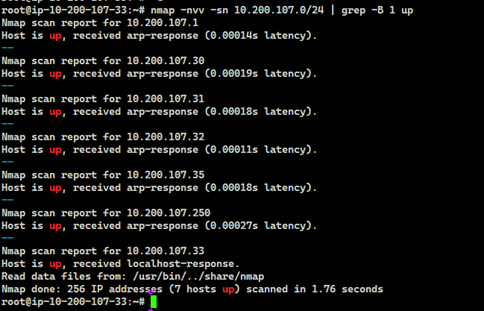 root@ip-10-200-107-33:~# nmap -nvv -sn 10.200.107.0/24 | grep -B 1 up
Nmap scan report for 10.200.107.1
Host is up, received arp-response (0.00014s latency).
--
Nmap scan report for 10.200.107.30
Host is up, received arp-response (0.00019s latency).
--
Nmap scan report for 10.200.107.31
Host is up, received arp-response (0.00018s latency).
--
Nmap scan report for 10.200.107.32
Host is up, received arp-response (0.00011s latency).
--
Nmap scan report for 10.200.107.35
Host is up, received arp-response (0.00018s latency).
--
Nmap scan report for 10.200.107.250
Host is up, received arp-response (0.00027s latency).
--
Nmap scan report for 10.200.107.33
Host is up, received localhost-response.
Read data files from: /usr/bin/../share/nmap
Nmap done: 256 IP addresses (7 hosts up) scanned in 1.76 seconds
root@ip-10-200-107-33:~#